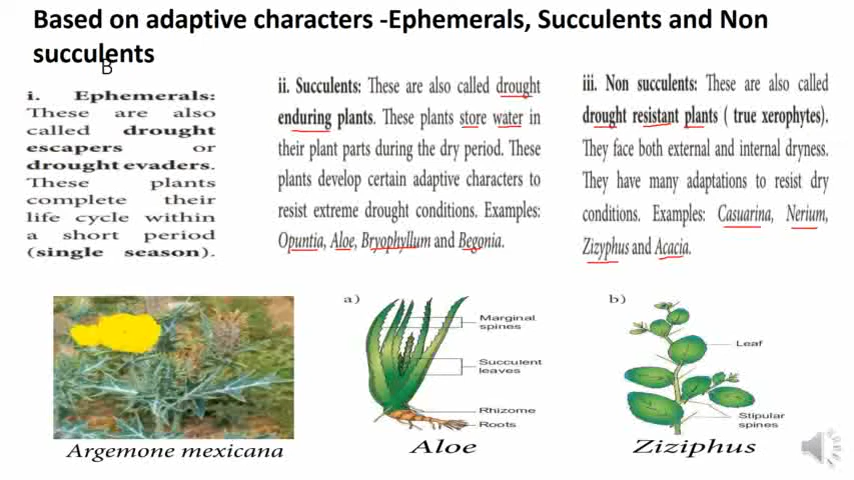 Based on adaptive characters -Ephemerals, Succulents and Non
succulents
B
i. Ephemerals:
These are also
called drought
escapers or
drought evaders.
These plants
complete their
life cycle within
a short period
(single season).
ii. Succulents: These are also called drought
enduring plants. These plants store water in
their plant parts during the dry period. These
plants develop certain adaptive characters to
resist extreme drought conditions. Examples:
Opuntia, Aloe, Bryophyllum and Begonia.
iii. Non succulents: These are also called
drought resistant plants ( true xerophytes).
They face both external and internal dryness.
They have many adaptations to resist dry
conditions. Examples: Casuarina, Nerium,
Zizyphus and Acacia.
Argemone mexicana
a)
Marginal
spines
Succulent
leaves
Rhizome
Roots
Aloe
b)
Leaf
Stipular
spines
Ziziphus